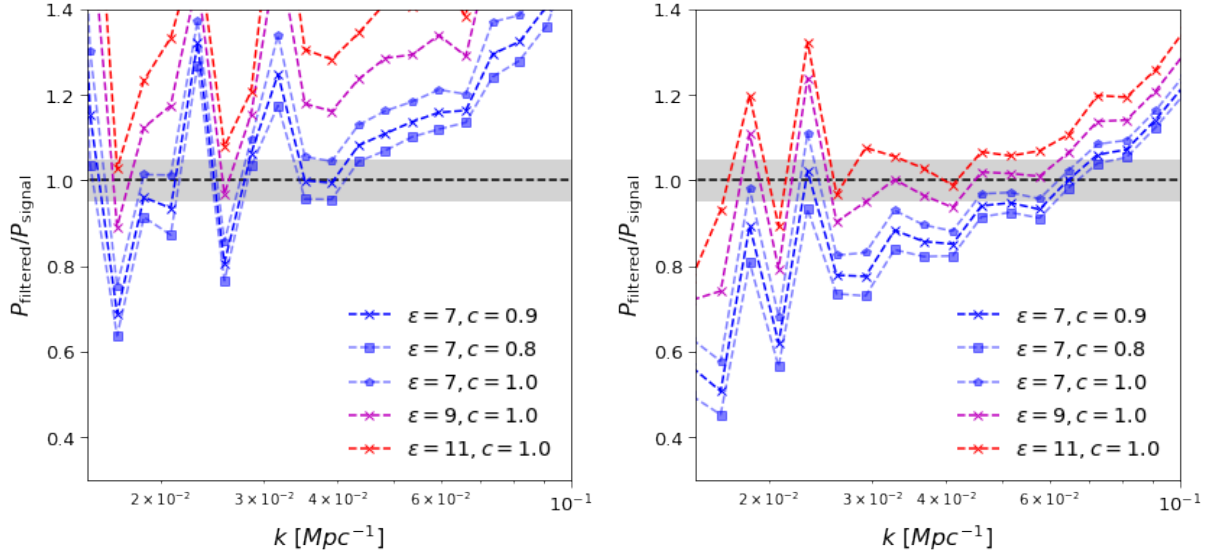 1.4
1.2
1.0
0.8
0.6
0.4
P_filtered/P_signal
ε = 7, c = 0.9
ε = 7, c = 0.8
ε = 7, c = 1.0
ε = 9, c = 1.0
ε = 11, c = 1.0
2 × 10⁻² 3 × 10⁻² 4 × 10⁻² 6 × 10⁻² 10⁻¹
k [Mpc⁻¹]
1.4
1.2
1.0
0.8
0.6
0.4
P_filtered/P_signal
ε = 7, c = 0.9
ε = 7, c = 0.8
ε = 7, c = 1.0
ε = 9, c = 1.0
ε = 11, c = 1.0
2 × 10⁻² 3 × 10⁻² 4 × 10⁻² 6 × 10⁻² 10⁻¹
k [Mpc⁻¹]